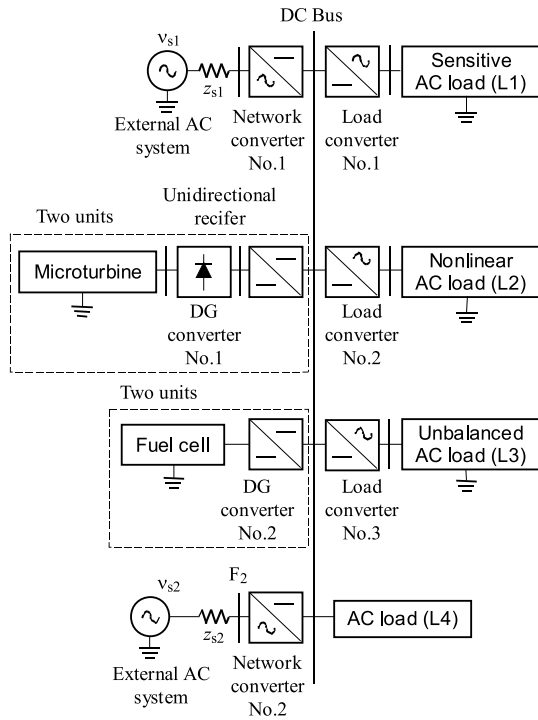 DC Bus
vs1
zs1
External AC
system
Network
converter
No.1
Load
converter
No.1
Sensitive
AC load (L1)
Unidirectional
recifer
Two units
Microturbine
DG
converter
No.1
Load
converter
No.2
Nonlinear
AC load (L2)
Two units
Fuel cell
DG
converter
No.2
Load
converter
No.3
Unbalanced
AC load (L3)
vs2
F2
zs2
External AC
system
Network
converter
No.2
AC load (L4)